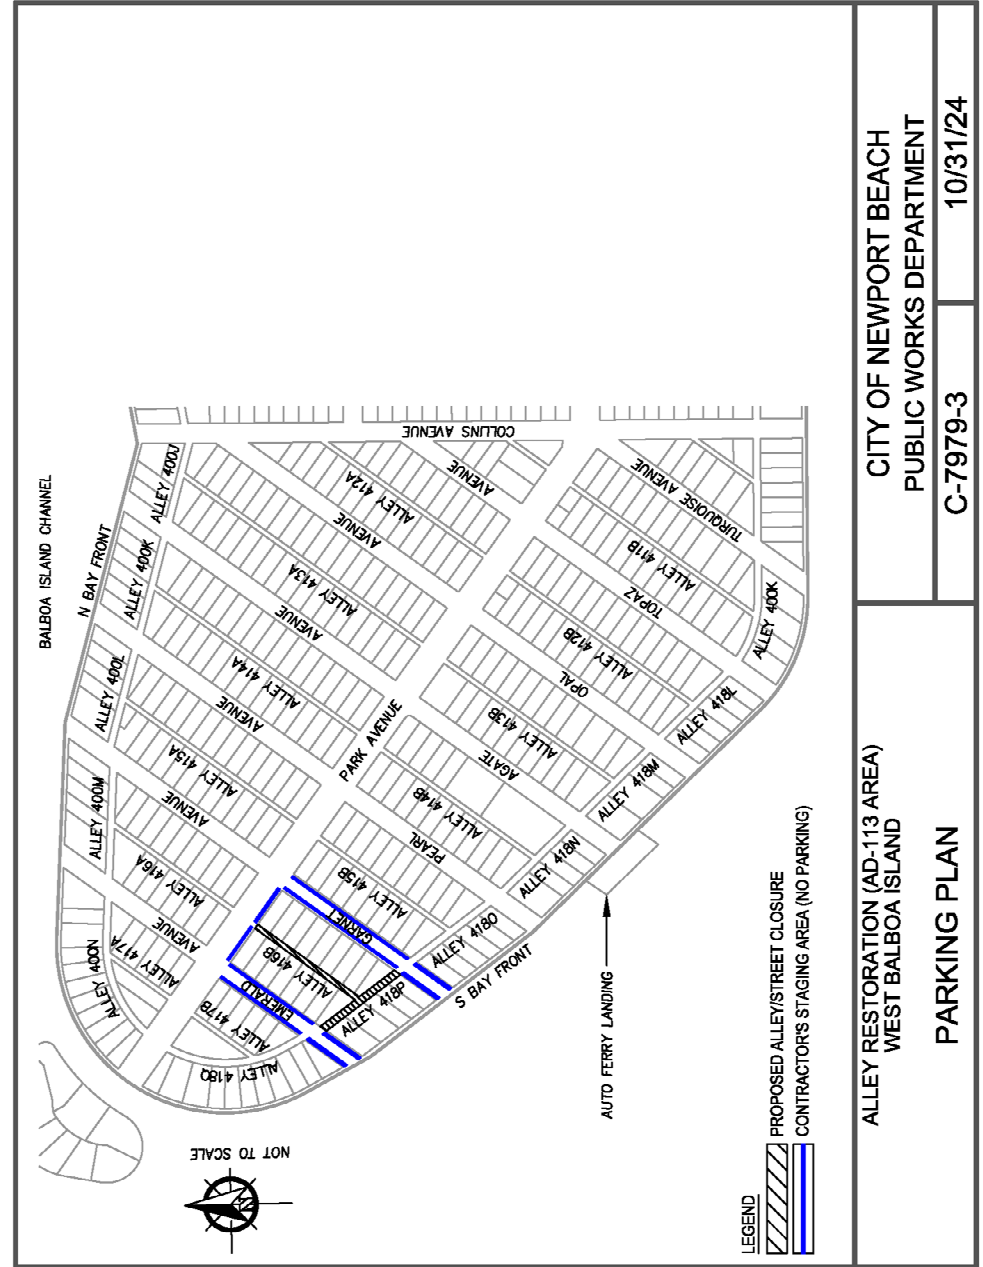 BALBOA ISLAND CHANNEL
N BAY FRONT
ALLEY 400J
ALLEY 400K
ALLEY 400L
ALLEY 400M
ALLEY 400N
COLLINS AVENUE
AVENUE
ALLEY 412A
AVENUE
ALLEY 413A
AVENUE
ALLEY 414A
AVENUE
ALLEY 415A
AVENUE
ALLEY 416A
AVENUE
ALLEY 417A
PARK AVENUE
TURQUOISE AVENUE
ALLEY 411B
TOPAZ
ALLEY 412B
OPAL
ALLEY 413B
AGATE
ALLEY 414B
PEARL
ALLEY 415B
GARNET
ALLEY 416B
EMERALD
ALLEY 417B
ALLEY 400K
ALLEY 418L
ALLEY 418M
ALLEY 418N
ALLEY 418O
ALLEY 418P
ALLEY 418Q
S BAY FRONT
AUTO FERRY LANDING
NOT TO SCALE
N
LEGEND
PROPOSED ALLEY/STREET CLOSURE
CONTRACTOR'S STAGING AREA (NO PARKING)
ALLEY RESTORATION (AD-113 AREA)
WEST BALBOA ISLAND
PARKING PLAN
CITY OF NEWPORT BEACH
PUBLIC WORKS DEPARTMENT
C-7979-3
10/31/24